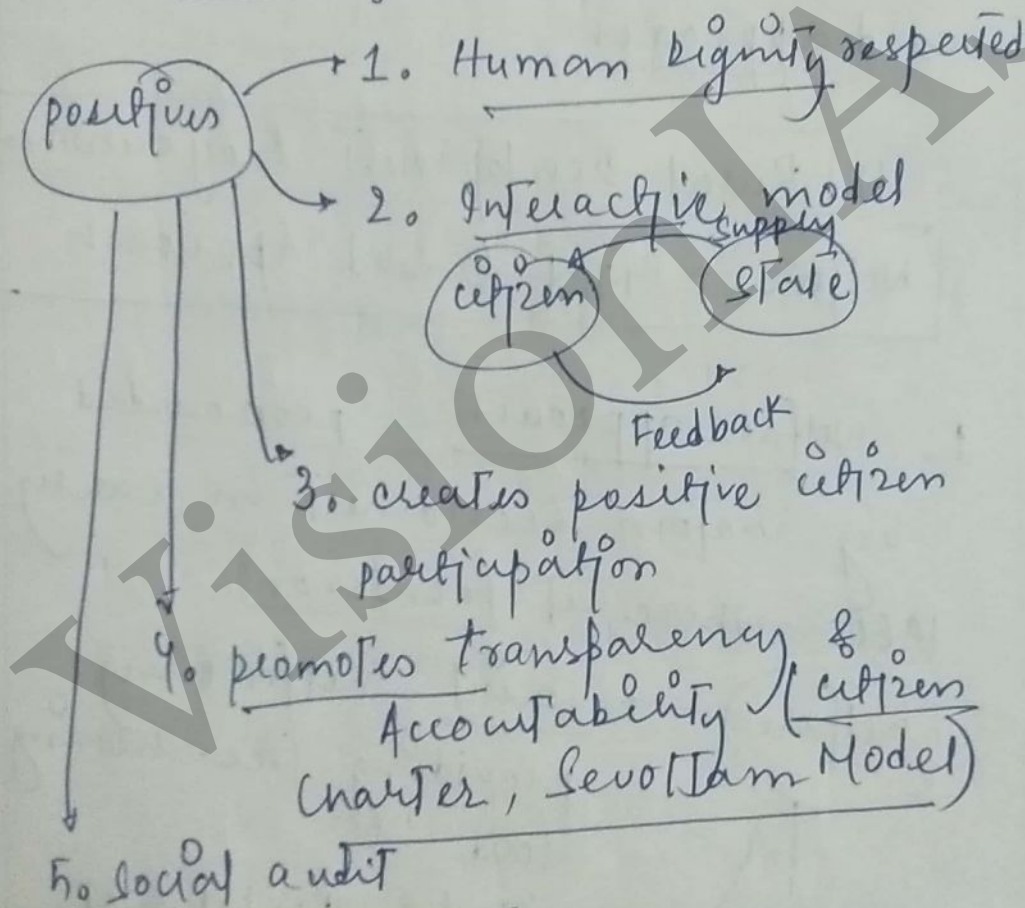 positives
1. Human Dignity respected
2. Interactive model
supply
citizen
state
Feedback
3. creates positive citizen
participation
4. promotes transparency &
Accountability (citizen
charter, Sevottam Model)
5. Social audit
VisionIAS